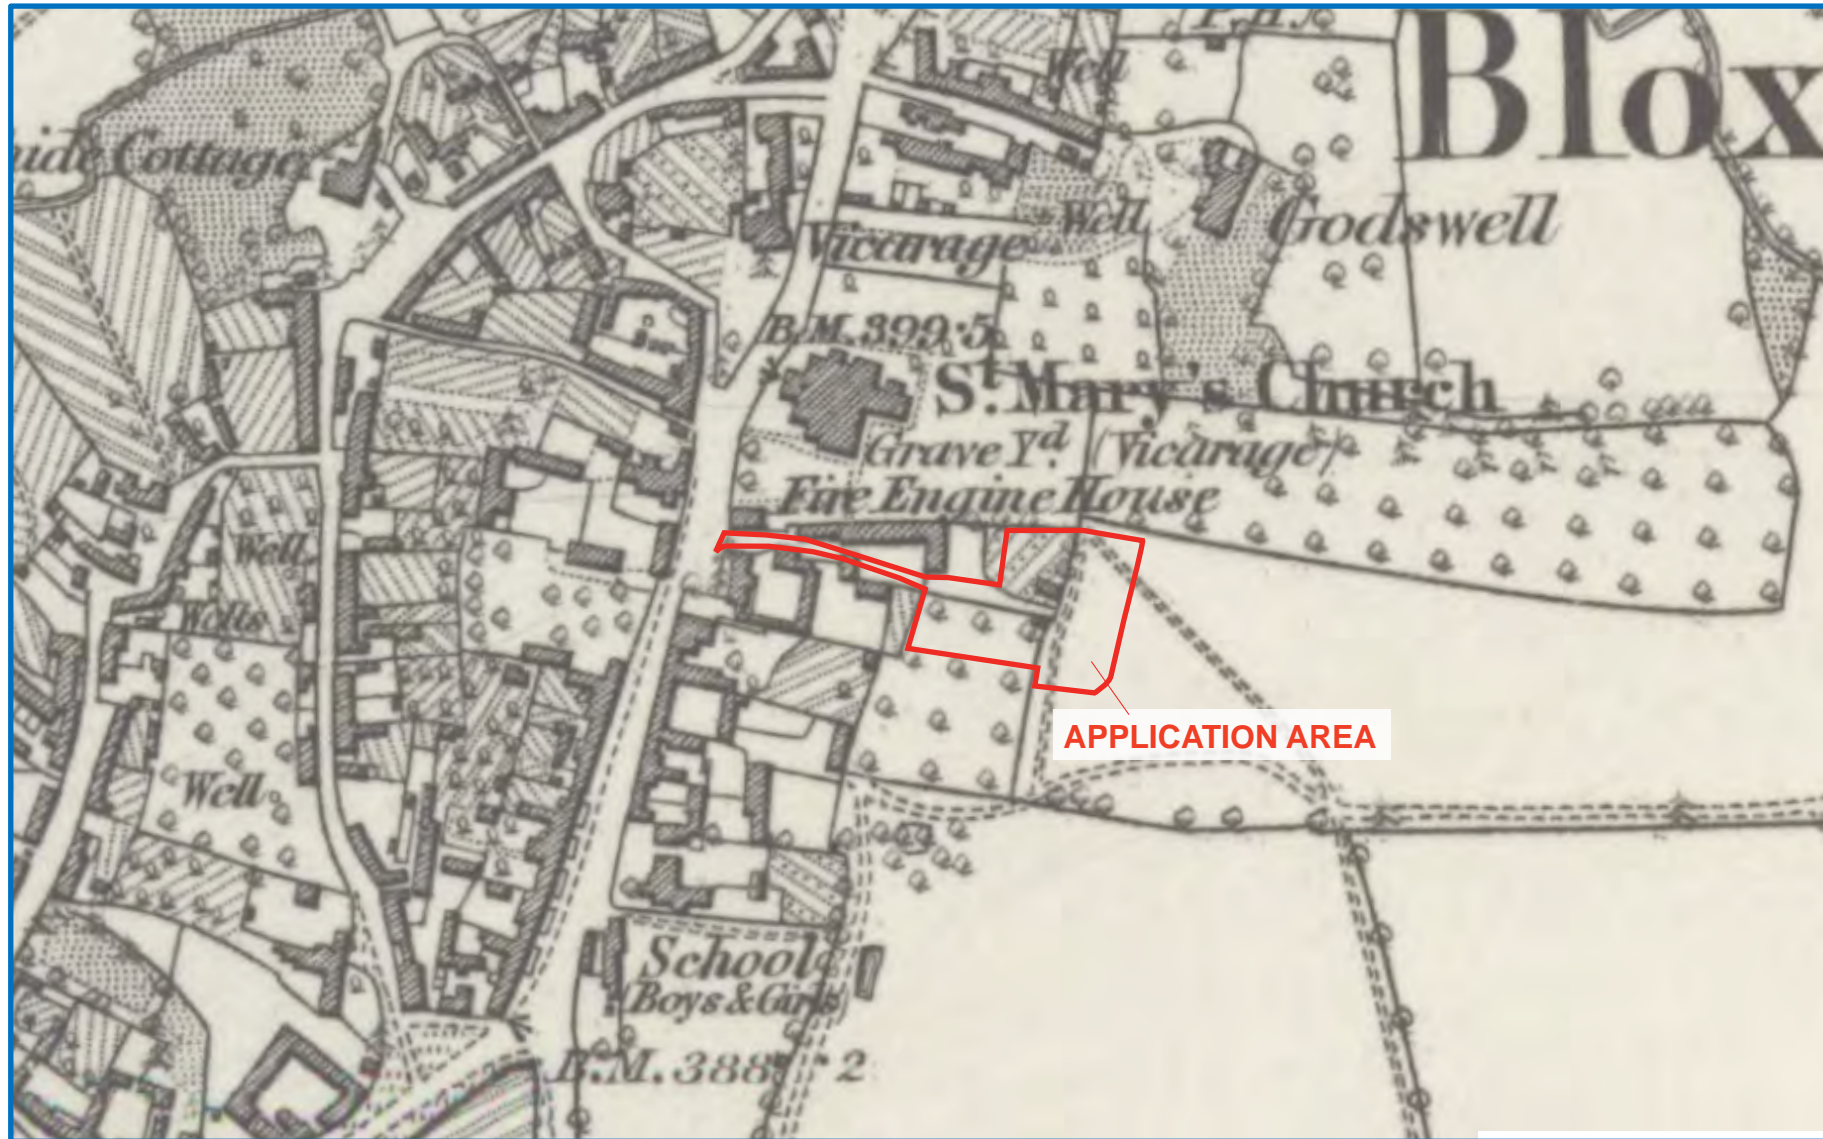 Blox
Well
Cottage
Godswell
Well
Vicarage
B.M. 399·5
St. Mary's Church
Grave Yd. (Vicarage)
Fire Engine House
Well
Wells
APPLICATION AREA
Well
School
(Boys & Girls)
B.M. 388·2